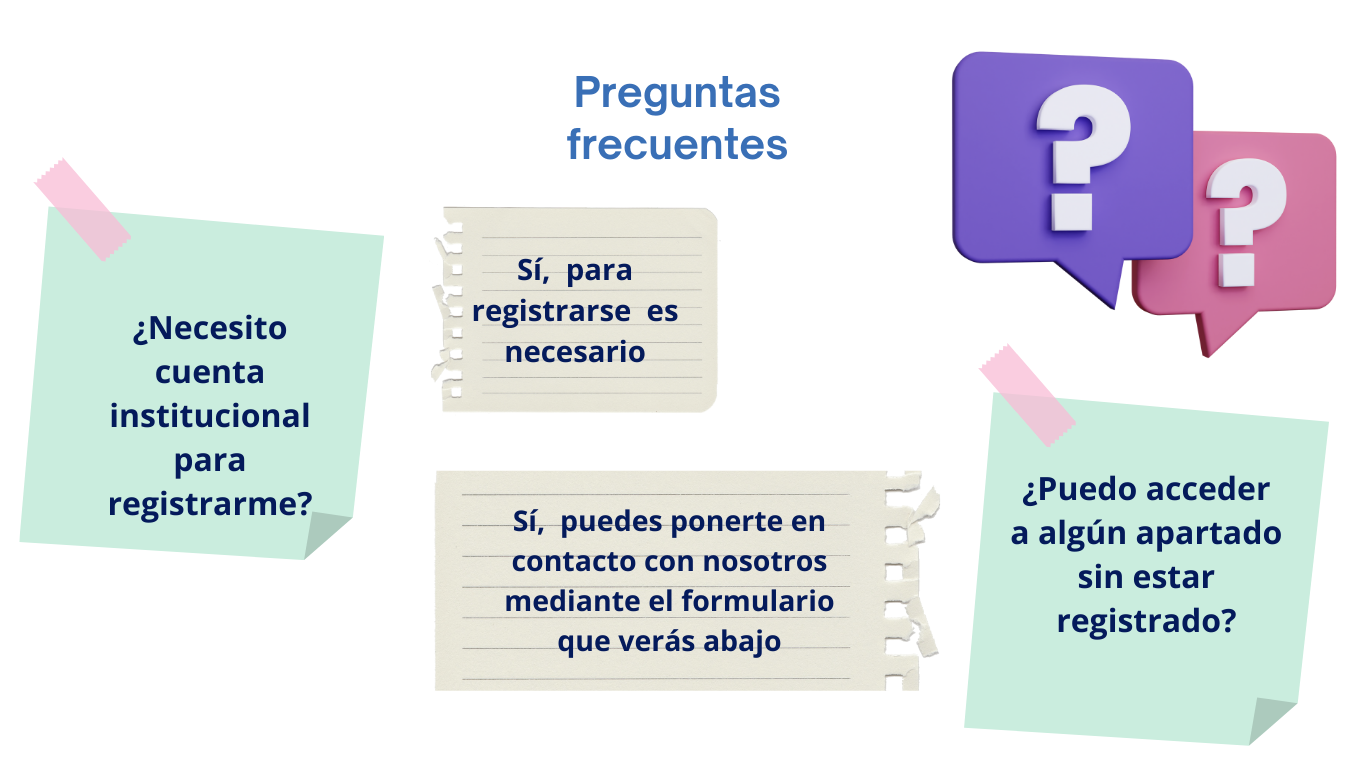 Preguntas
frecuentes
¿Necesito
cuenta
institucional
para
registrarme?
Sí,  para
registrarse  es
necesario
¿Puedo acceder
a algún apartado
sin estar
registrado?
Sí,  puedes ponerte en
contacto con nosotros
mediante el formulario
que verás abajo
? 
?